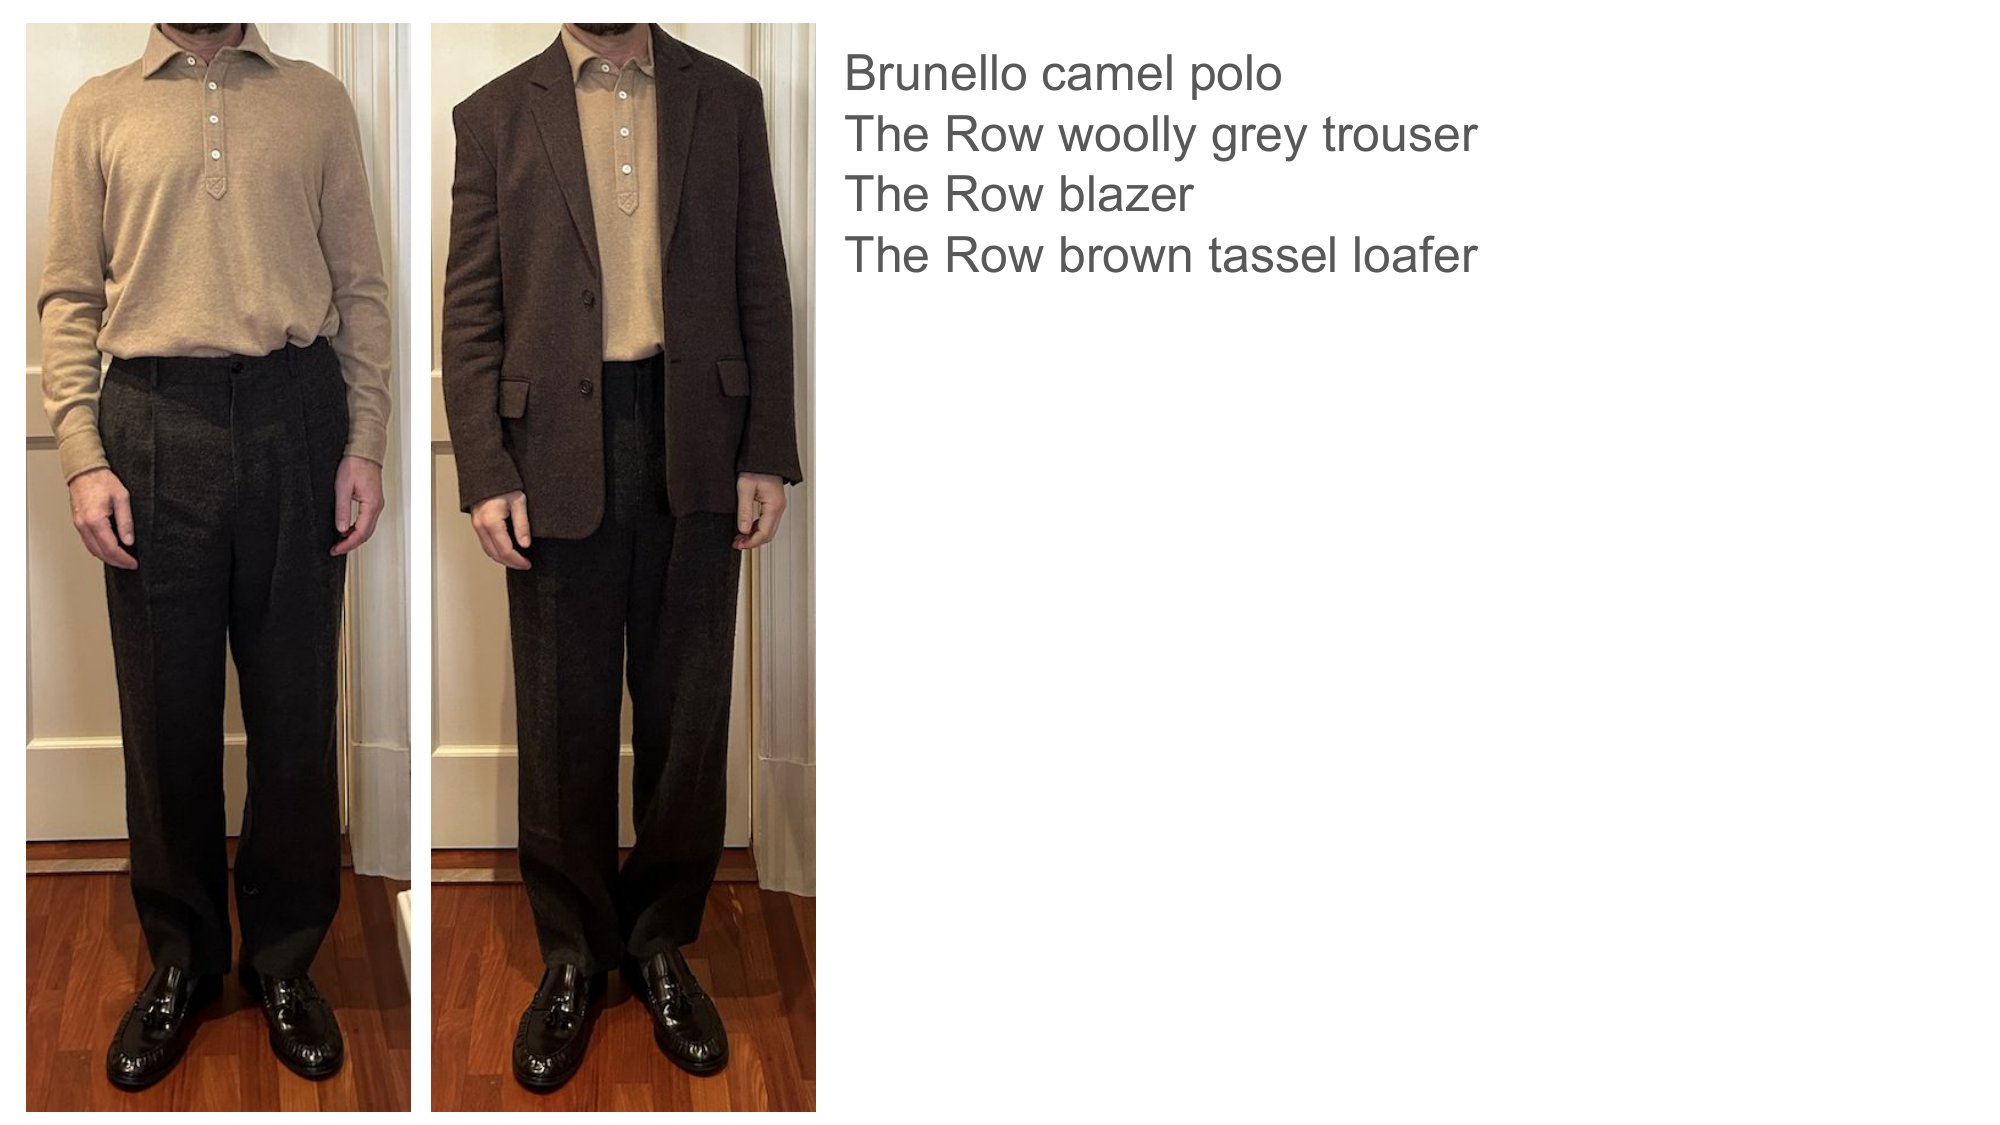 Brunello camel polo
The Row woolly grey trouser
The Row blazer
The Row brown tassel loafer